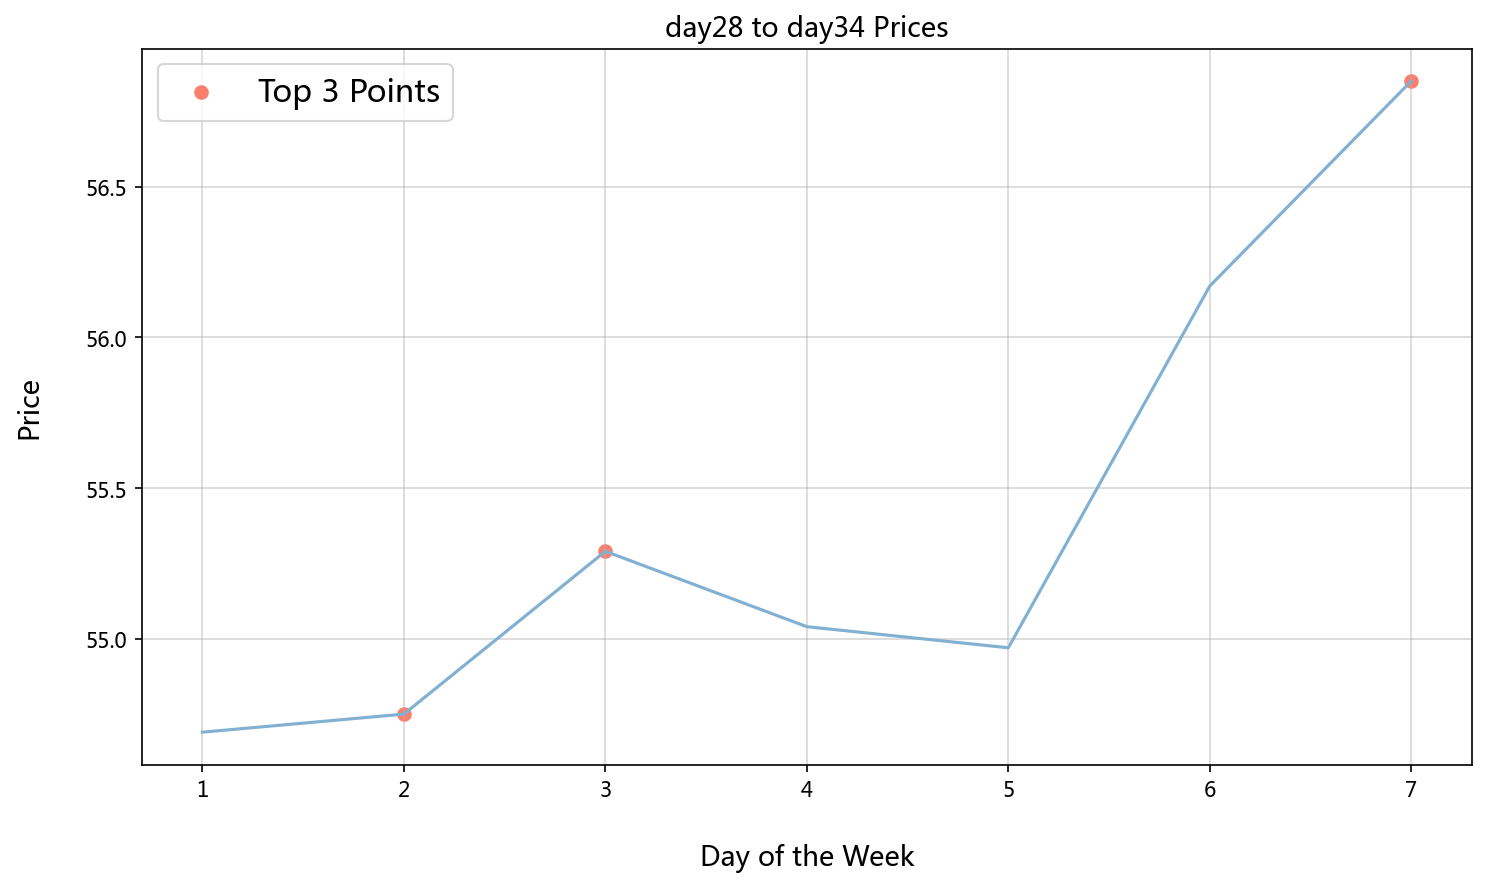 day28 to day34 Prices
Top 3 Points
56.5
56.0
55.5
55.0
Price
1 2 3 4 5 6 7
Day of the Week